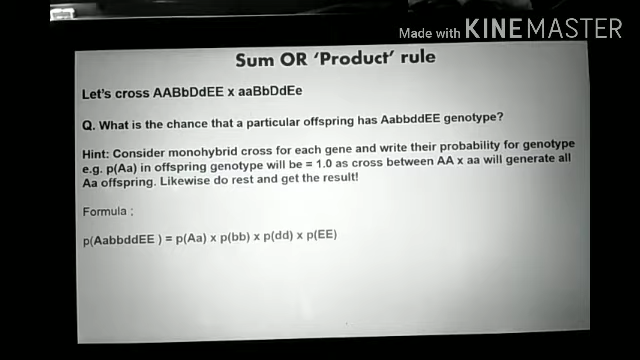 Made with KINEMASTER
Sum OR ‘Product’ rule
Let's cross AABbDdEE x aaBbDdEe
Q. What is the chance that a particular offspring has AabbddEE genotype?
Hint: Consider monohybrid cross for each gene and write their probability for genotype
e.g. p(Aa) in offspring genotype will be = 1.0 as cross between AA x aa will generate all
Aa offspring. Likewise do rest and get the result!
Formula ;
p(AabbddEE ) = p(Aa) x p(bb) x p(dd) x p(EE)